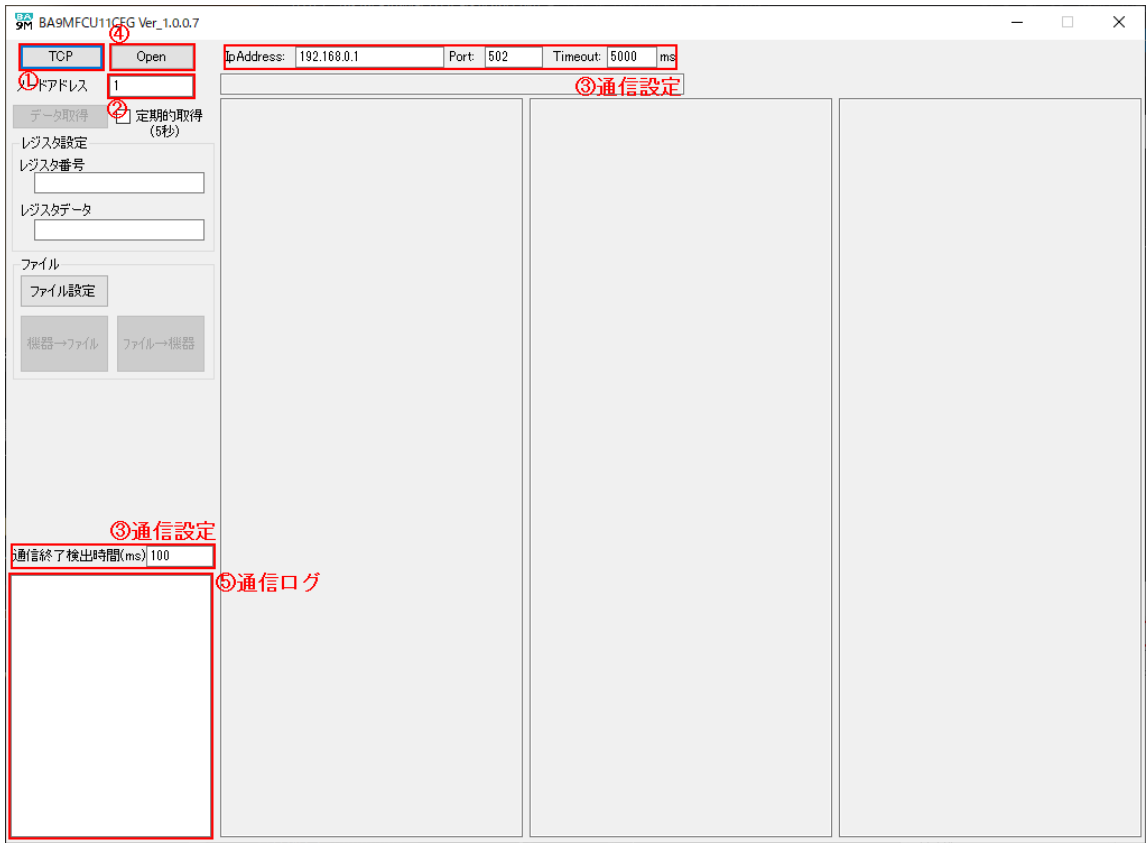 BA9M BA9MFCU11CFG Ver_1.0.0.7
④
TCP Open IpAddress: 192.168.0.1 Port: 502 Timeout: 5000 ms
①
ノードアドレス 1
③通信設定
②
データ取得 定期的取得
(5秒)
レジスタ設定
レジスタ番号
レジスタデータ
ファイル
ファイル設定
機器→ファイル ファイル→機器
③通信設定
通信終了検出時間(ms) 100
⑤通信ログ